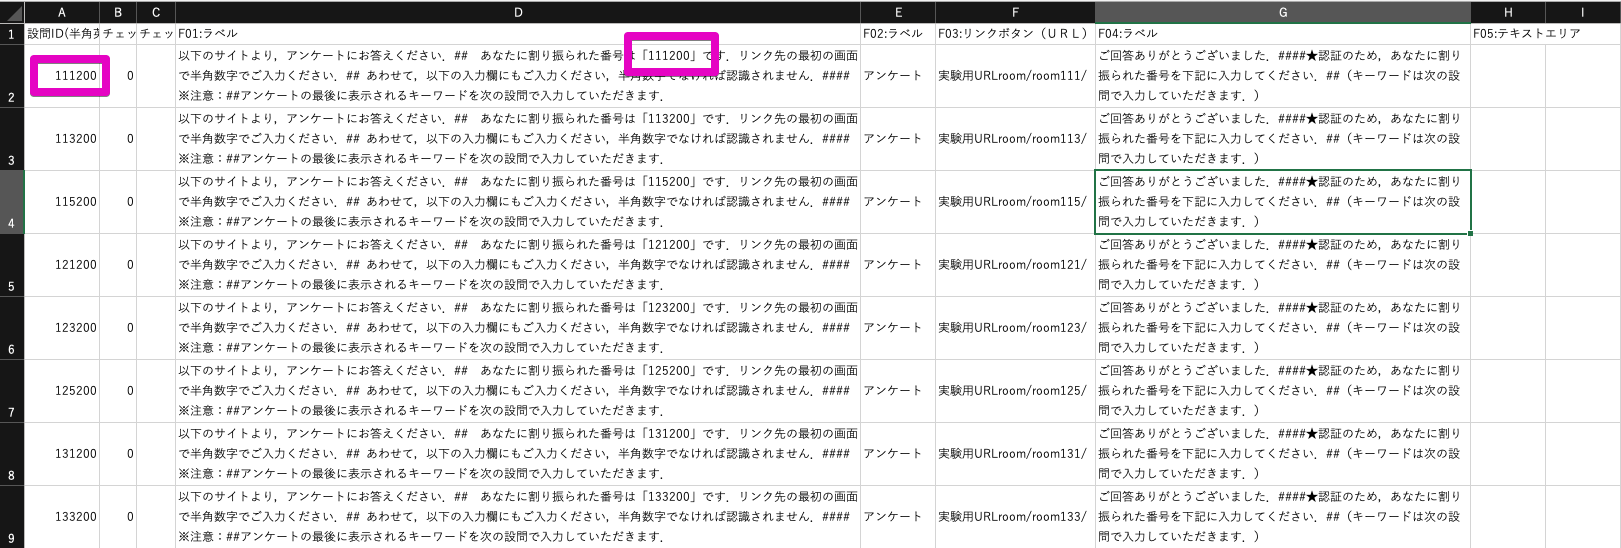 A B C D E F G H I
1 設問ID(半角英 チェッ チェッ F01:ラベル F02:ラベル F03:リンクボタン（ＵＲＬ） F04:ラベル F05:テキストエリア
以下のサイトより，アンケートにお答えください．##　あなたに割り振られた番号は「111200」です．リンク先の最初の画面 ご回答ありがとうございました．####★認証のため，あなたに割り
111200 0 で半角数字でご入力ください．## あわせて，以下の入力欄にもご入力ください，半角数字でなければ認識されません．#### アンケート 実験用URLroom/room111/ 振られた番号を下記に入力してください．##（キーワードは次の設
2 ※注意：##アンケートの最後に表示されるキーワードを次の設問で入力していただきます． 問で入力していただきます．）
以下のサイトより，アンケートにお答えください．##　あなたに割り振られた番号は「113200」です．リンク先の最初の画面 ご回答ありがとうございました．####★認証のため，あなたに割り
113200 0 で半角数字でご入力ください．## あわせて，以下の入力欄にもご入力ください，半角数字でなければ認識されません．#### アンケート 実験用URLroom/room113/ 振られた番号を下記に入力してください．##（キーワードは次の設
3 ※注意：##アンケートの最後に表示されるキーワードを次の設問で入力していただきます． 問で入力していただきます．）
以下のサイトより，アンケートにお答えください．##　あなたに割り振られた番号は「115200」です．リンク先の最初の画面 ご回答ありがとうございました．####★認証のため，あなたに割り
115200 0 で半角数字でご入力ください．## あわせて，以下の入力欄にもご入力ください，半角数字でなければ認識されません．#### アンケート 実験用URLroom/room115/ 振られた番号を下記に入力してください．##（キーワードは次の設
4 ※注意：##アンケートの最後に表示されるキーワードを次の設問で入力していただきます． 問で入力していただきます．）
以下のサイトより，アンケートにお答えください．##　あなたに割り振られた番号は「121200」です．リンク先の最初の画面 ご回答ありがとうございました．####★認証のため，あなたに割り
121200 0 で半角数字でご入力ください．## あわせて，以下の入力欄にもご入力ください，半角数字でなければ認識されません．#### アンケート 実験用URLroom/room121/ 振られた番号を下記に入力してください．##（キーワードは次の設
5 ※注意：##アンケートの最後に表示されるキーワードを次の設問で入力していただきます． 問で入力していただきます．）
以下のサイトより，アンケートにお答えください．##　あなたに割り振られた番号は「123200」です．リンク先の最初の画面 ご回答ありがとうございました．####★認証のため，あなたに割り
123200 0 で半角数字でご入力ください．## あわせて，以下の入力欄にもご入力ください，半角数字でなければ認識されません．#### アンケート 実験用URLroom/room123/ 振られた番号を下記に入力してください．##（キーワードは次の設
6 ※注意：##アンケートの最後に表示されるキーワードを次の設問で入力していただきます． 問で入力していただきます．）
以下のサイトより，アンケートにお答えください．##　あなたに割り振られた番号は「125200」です．リンク先の最初の画面 ご回答ありがとうございました．####★認証のため，あなたに割り
125200 0 で半角数字でご入力ください．## あわせて，以下の入力欄にもご入力ください，半角数字でなければ認識されません．#### アンケート 実験用URLroom/room125/ 振られた番号を下記に入力してください．##（キーワードは次の設
7 ※注意：##アンケートの最後に表示されるキーワードを次の設問で入力していただきます． 問で入力していただきます．）
以下のサイトより，アンケートにお答えください．##　あなたに割り振られた番号は「131200」です．リンク先の最初の画面 ご回答ありがとうございました．####★認証のため，あなたに割り
131200 0 で半角数字でご入力ください．## あわせて，以下の入力欄にもご入力ください，半角数字でなければ認識されません．#### アンケート 実験用URLroom/room131/ 振られた番号を下記に入力してください．##（キーワードは次の設
8 ※注意：##アンケートの最後に表示されるキーワードを次の設問で入力していただきます． 問で入力していただきます．）
以下のサイトより，アンケートにお答えください．##　あなたに割り振られた番号は「133200」です．リンク先の最初の画面 ご回答ありがとうございました．####★認証のため，あなたに割り
133200 0 で半角数字でご入力ください．## あわせて，以下の入力欄にもご入力ください，半角数字でなければ認識されません．#### アンケート 実験用URLroom/room133/ 振られた番号を下記に入力してください．##（キーワードは次の設
9 ※注意：##アンケートの最後に表示されるキーワードを次の設問で入力していただきます． 問で入力していただきます．）